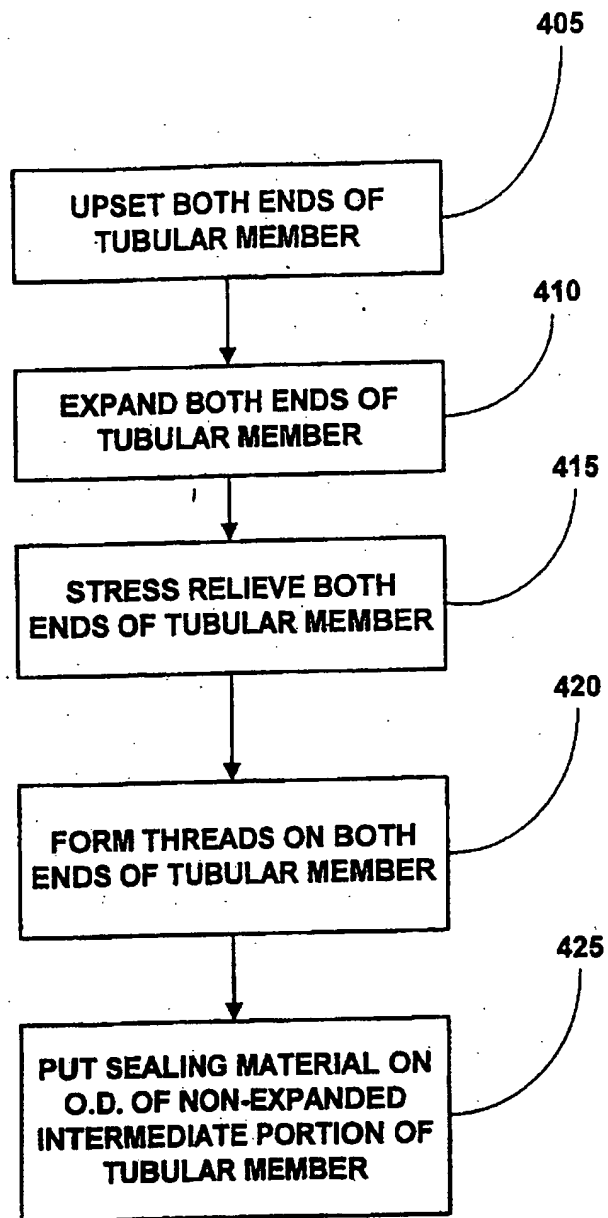 405
UPSET BOTH ENDS OF
TUBULAR MEMBER
410
EXPAND BOTH ENDS OF
TUBULAR MEMBER
415
STRESS RELIEVE BOTH
ENDS OF TUBULAR MEMBER
420
FORM THREADS ON BOTH
ENDS OF TUBULAR MEMBER
425
PUT SEALING MATERIAL ON
O.D. OF NON-EXPANDED
INTERMEDIATE PORTION OF
TUBULAR MEMBER